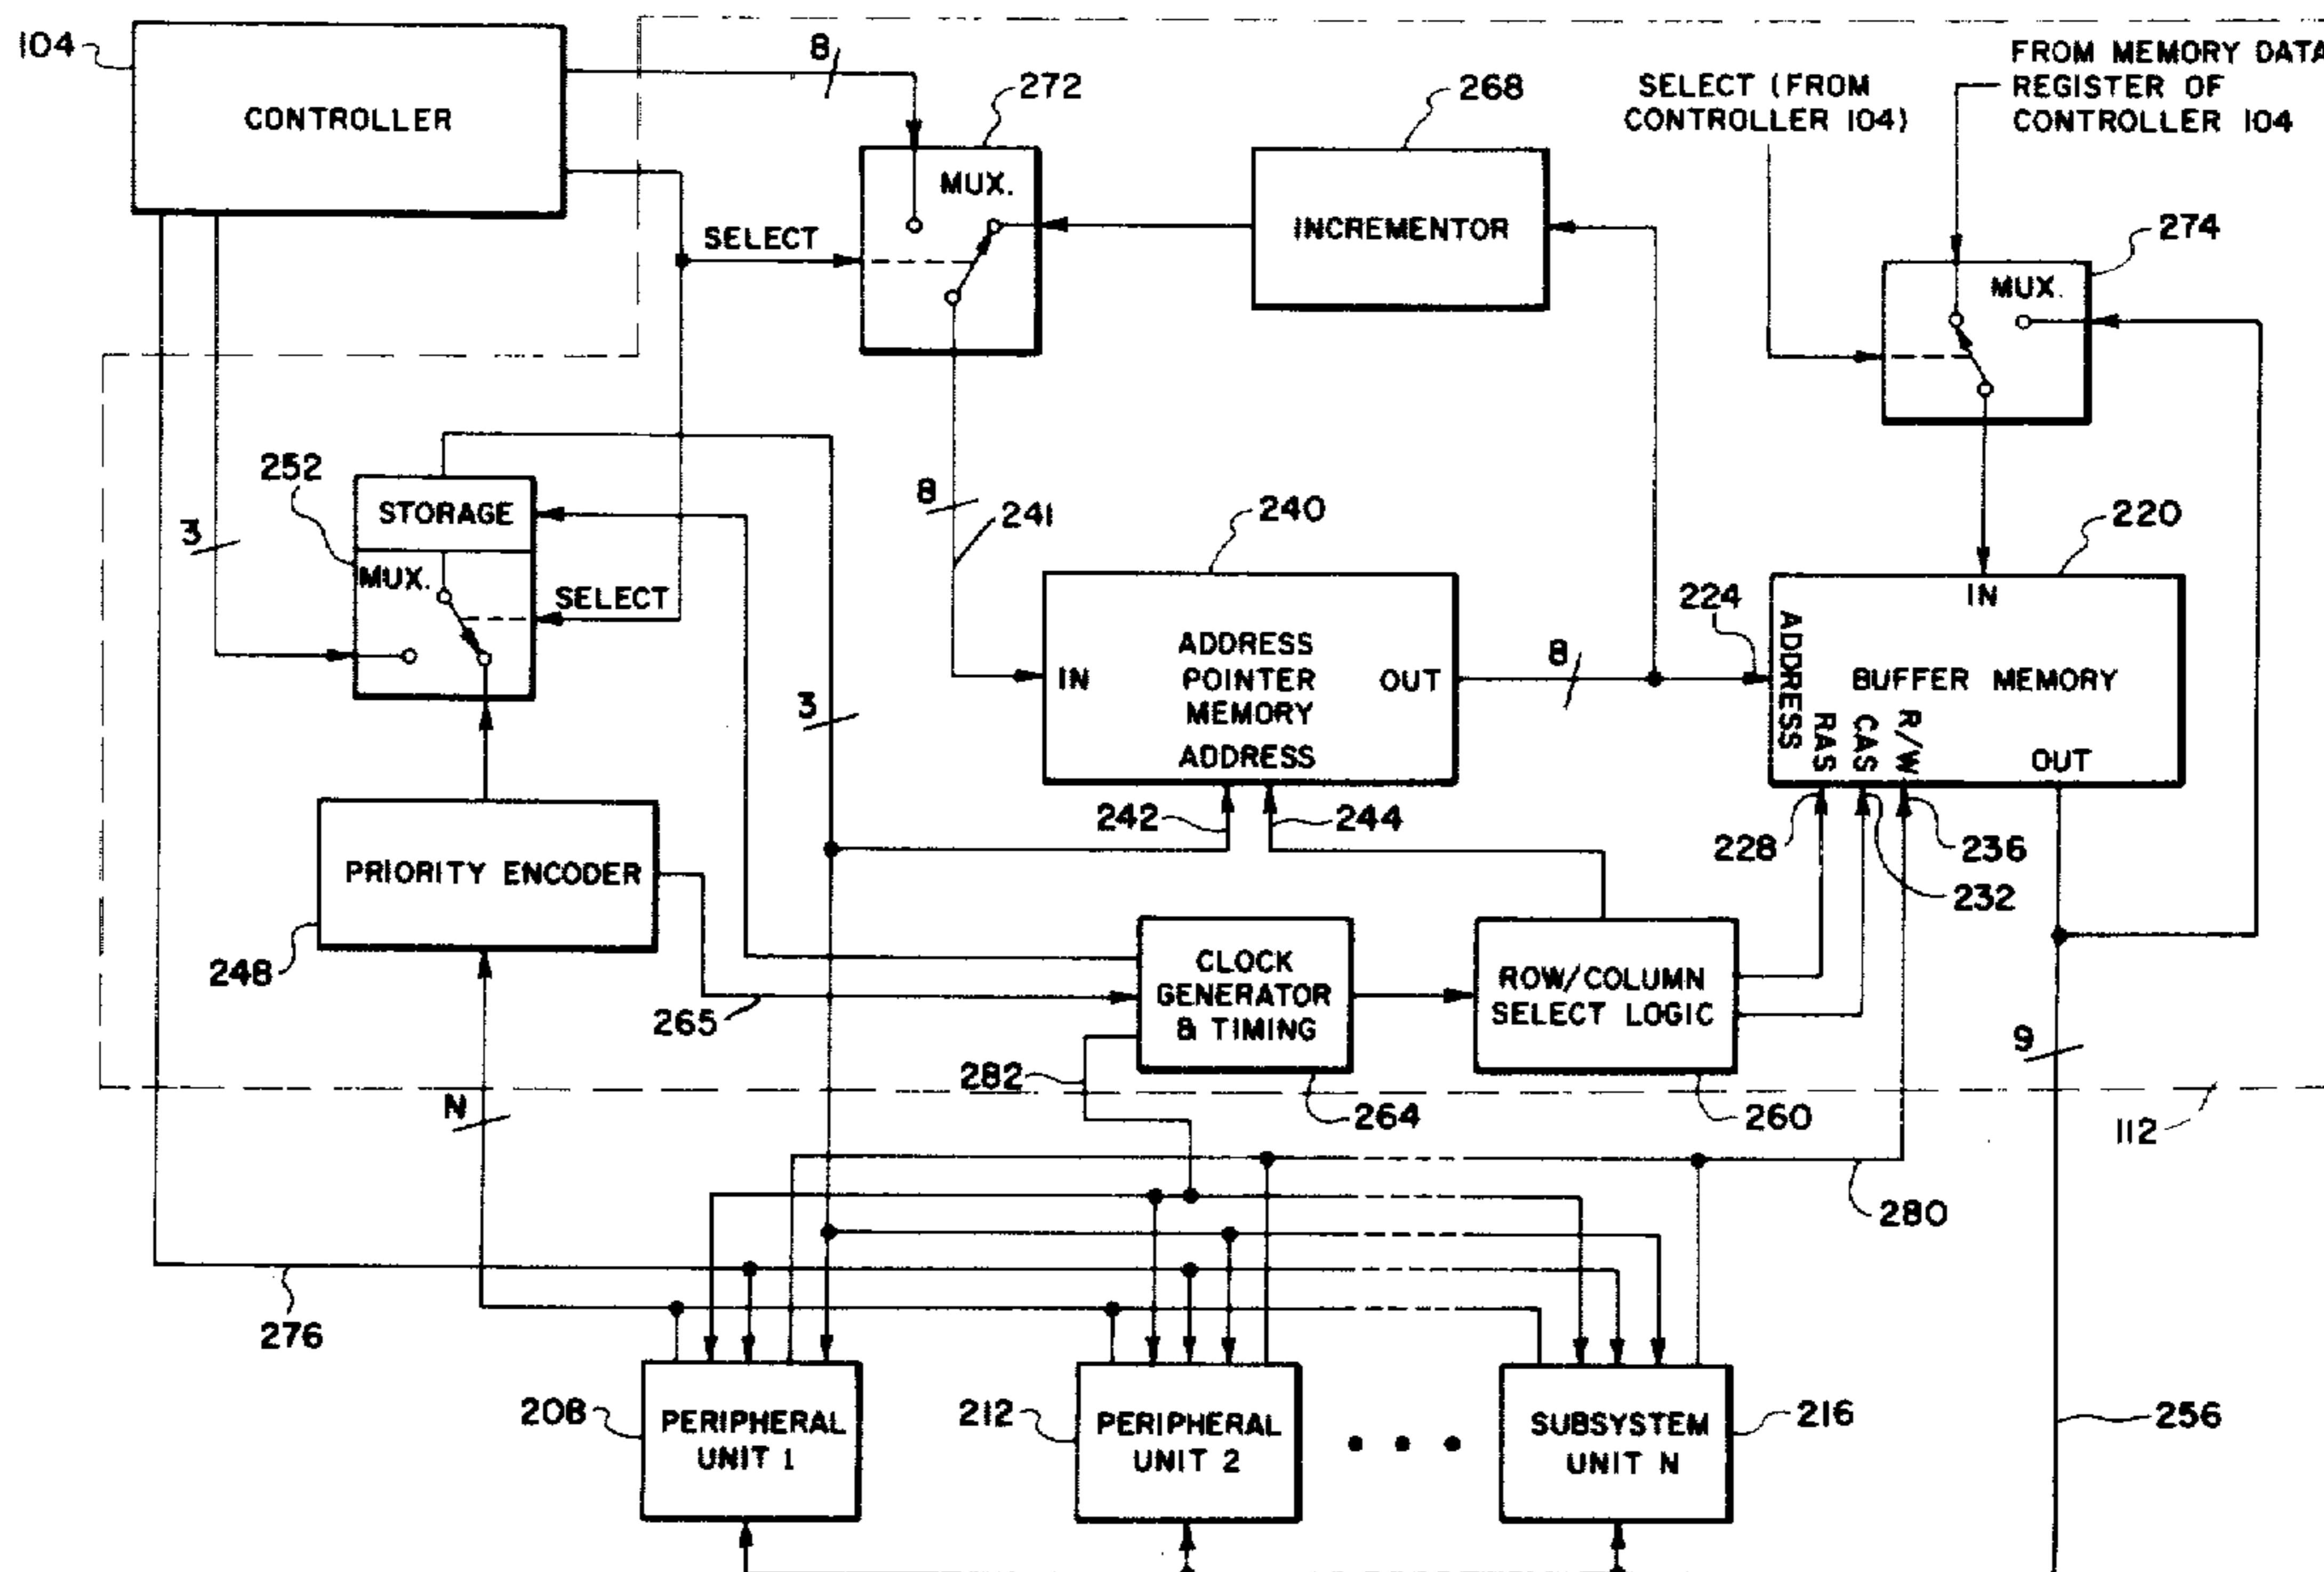 104
CONTROLLER
8
272
MUX.
268
INCREMENTOR
SELECT (FROM
CONTROLLER 104)
FROM MEMORY DATA
REGISTER OF
CONTROLLER 104
274
MUX.
SELECT
252
STORAGE
MUX.
SELECT
3
8
241
240
ADDRESS
POINTER
MEMORY
ADDRESS
IN
OUT
8
224
220
IN
ADDRESS
BUFFER MEMORY
RAS
CAS
R/W
OUT
3
242
244
228
236
232
PRIORITY ENCODER
248
265
CLOCK
GENERATOR
& TIMING
ROW/COLUMN
SELECT LOGIC
9
282
264
260
112
N
280
276
208
PERIPHERAL
UNIT 1
212
PERIPHERAL
UNIT 2
SUBSYSTEM
UNIT N
216
256